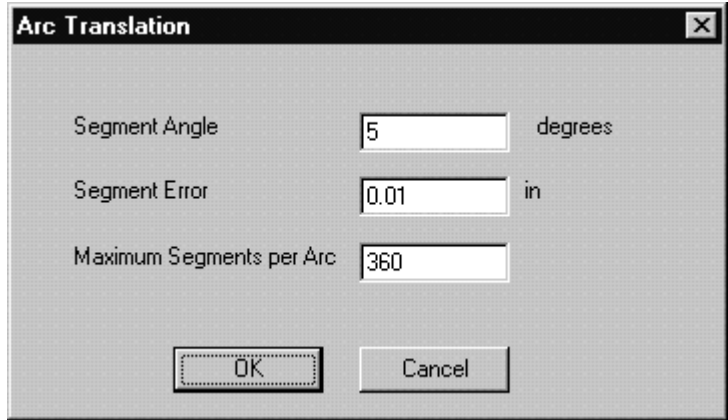 Arc Translation
Segment Angle 5 degrees
Segment Error 0.01 in
Maximum Segments per Arc 360
OK Cancel